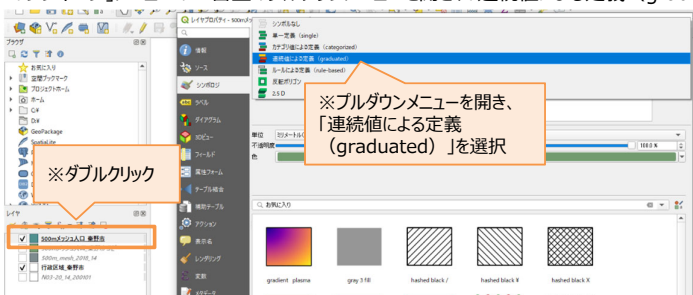 レイヤプロパティ - 500mメ
ブラウザ
お気に入り
空間ブックマーク
プロジェクトホーム
ホーム
C:¥
D:¥
GeoPackage
SpatiaLite
※ダブルクリック
レイヤ
500mメッシュ人口_秦野市
500m_mesh_2018_14
行政区域_秦野市
N03-20_14_200101
情報
ソース
シンボロジ
ラベル
ダイアグラム
3Dビュー
フィールド
属性フォーム
テーブル結合
補助テーブル
アクション
表示名
レンダリング
変数
メタデータ
シンボルなし
単一定義 (single)
カテゴリ値による定義 (categorized)
連続値による定義 (graduated)
ルールによる定義 (rule-based)
反転ポリゴン
2.5 D
※プルダウンメニューを開き、
「連続値による定義
(graduated)」を選択
単位
ミリメートル
不透明度
100.0 %
色
お気に入り
gradient plasma
gray 3 fill
hashed black /
hashed black ¥
hashed black X